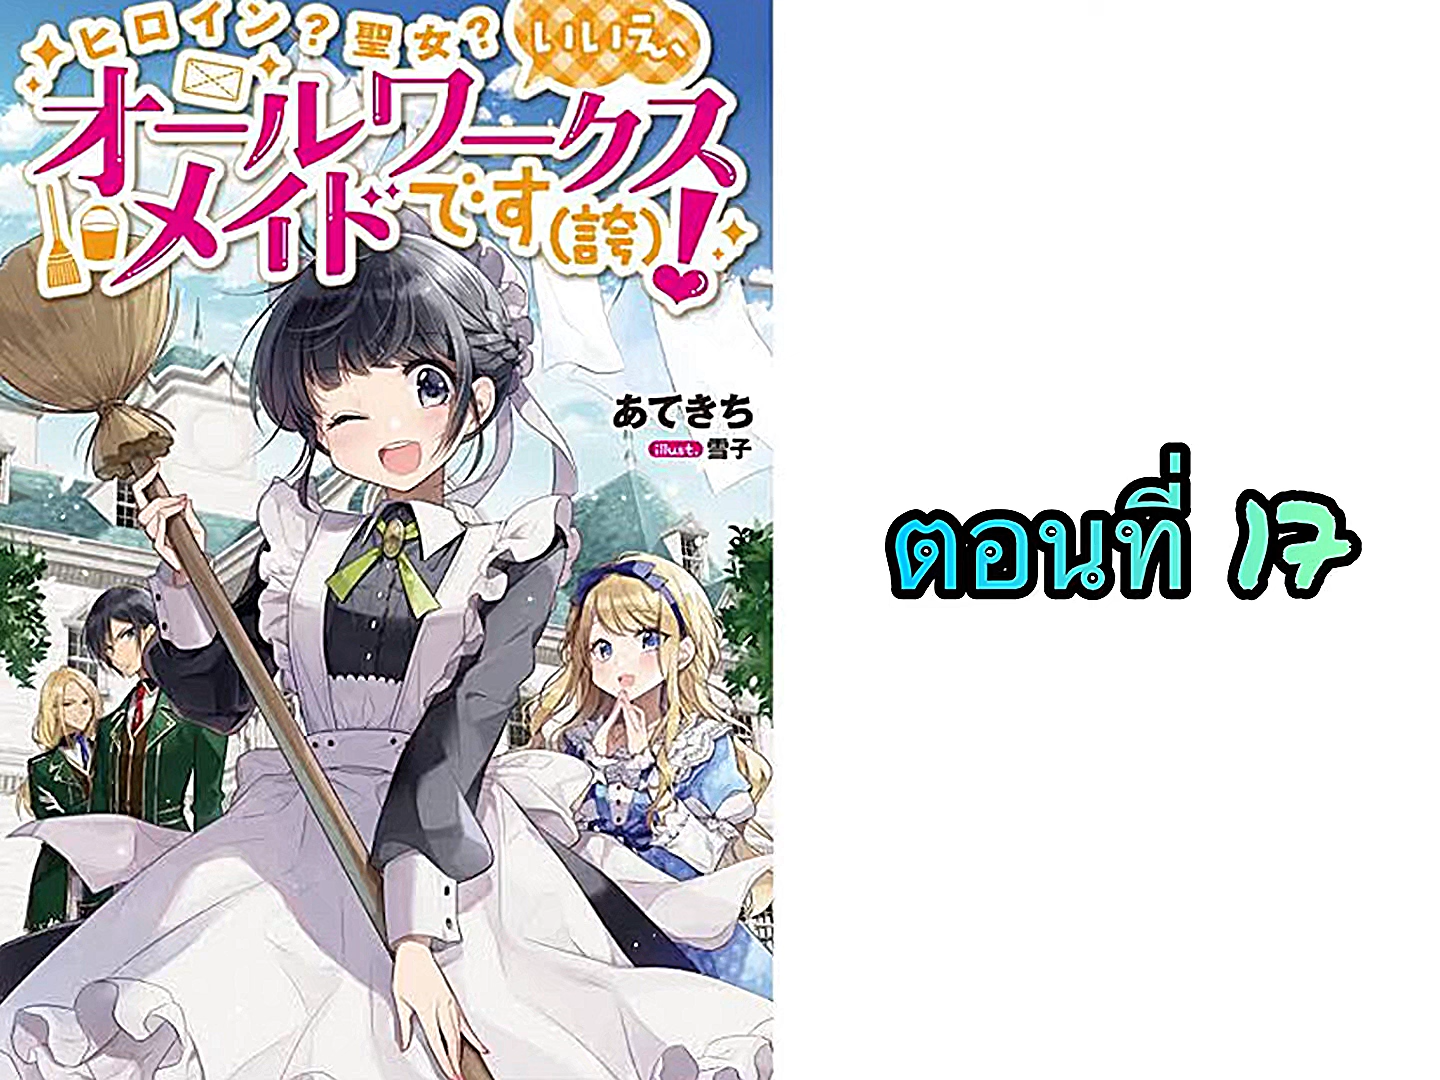 ヒロイン?聖女?いいえ、
オールワークス
メイドです(誇)!
あてきち
illust. 雪子
ตอนที่ 17